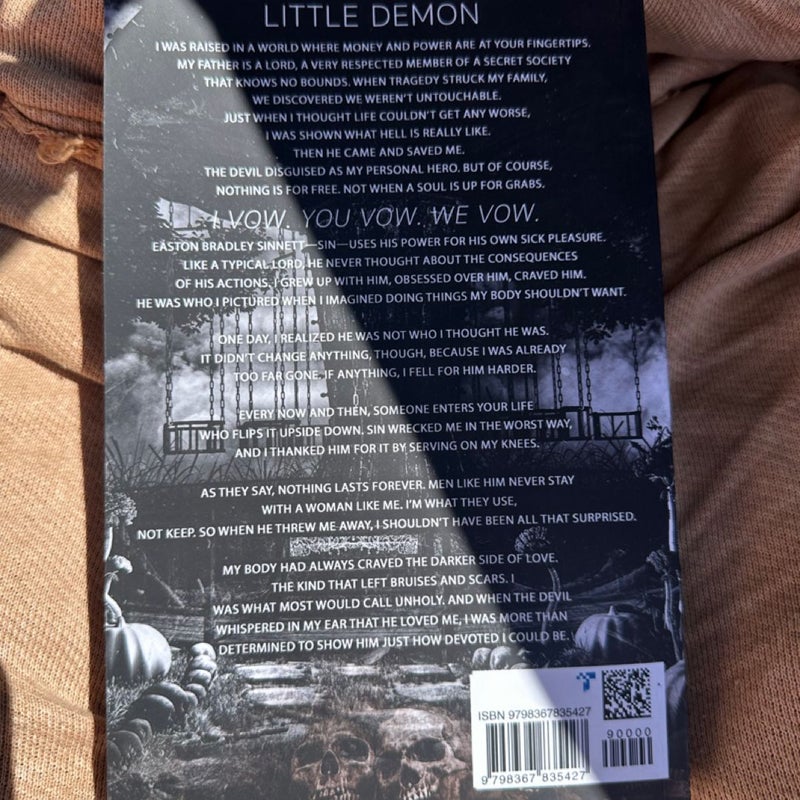 LITTLE DEMON
I WAS RAISED IN A WORLD WHERE MONEY AND POWER ARE AT YOUR FINGERTIPS.
MY FATHER IS A LORD, A VERY RESPECTED MEMBER OF A SECRET SOCIETY
THAT KNOWS NO BOUNDS. WHEN TRAGEDY STRUCK MY FAMILY,
WE DISCOVERED WE WEREN'T UNTOUCHABLE.
JUST WHEN I THOUGHT LIFE COULDN'T GET ANY WORSE,
I WAS SHOWN WHAT HELL IS REALLY LIKE.
THEN HE CAME AND SAVED ME.
THE DEVIL DISGUISED AS MY PERSONAL HERO. BUT OF COURSE,
NOTHING IS FOR FREE. NOT WHEN A SOUL IS UP FOR GRABS.
I VOW. YOU VOW. WE VOW.
EASTON BRADLEY SINNETT—SIN—USES HIS POWER FOR HIS OWN SICK PLEASURE.
LIKE A TYPICAL LORD, HE NEVER THOUGHT ABOUT THE CONSEQUENCES
OF HIS ACTIONS. I GREW UP WITH HIM, OBSESSED OVER HIM, CRAVED HIM.
HE WAS WHO I PICTURED WHEN I IMAGINED DOING THINGS MY BODY SHOULDN'T WANT.
ONE DAY, I REALIZED HE WAS NOT WHO I THOUGHT HE WAS.
IT DIDN'T CHANGE ANYTHING, THOUGH, BECAUSE I WAS ALREADY
TOO FAR GONE. IF ANYTHING, I FELL FOR HIM HARDER.
EVERY NOW AND THEN, SOMEONE ENTERS YOUR LIFE
WHO FLIPS IT UPSIDE DOWN. SIN WRECKED ME IN THE WORST WAY,
AND I THANKED HIM FOR IT BY SERVING ON MY KNEES.
AS THEY SAY, NOTHING LASTS FOREVER. MEN LIKE HIM NEVER STAY
WITH A WOMAN LIKE ME. I'M WHAT THEY USE,
NOT KEEP. SO WHEN HE THREW ME AWAY, I SHOULDN'T HAVE BEEN ALL THAT SURPRISED.
MY BODY HAD ALWAYS CRAVED THE DARKER SIDE OF LOVE.
THE KIND THAT LEFT BRUISES AND SCARS. I
WAS WHAT MOST WOULD CALL UNHOLY. AND WHEN THE DEVIL
WHISPERED IN MY EAR THAT HE LOVED ME, I WAS MORE THAN
DETERMINED TO SHOW HIM JUST HOW DEVOTED I COULD BE.
ISBN 9798367835427
90000
9 798367 835427